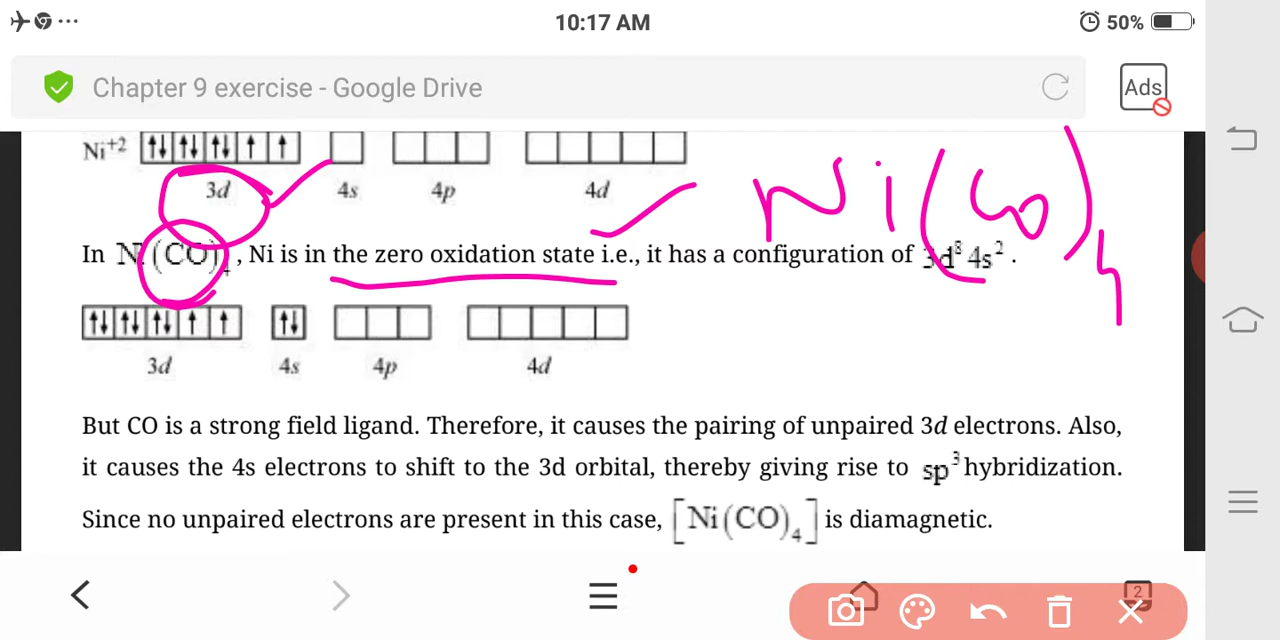 10:17 AM
50%
Chapter 9 exercise - Google Drive
Ads
Ni⁺² ↑↓ ↑↓ ↑↓ ↑ ↑
3d 4s 4p 4d
Ni(CO)4
In Ni(CO)₄, Ni is in the zero oxidation state i.e., it has a configuration of 3d⁸ 4s².
↑↓ ↑↓ ↑↓ ↑ ↑ ↑↓
3d 4s 4p 4d
But CO is a strong field ligand. Therefore, it causes the pairing of unpaired 3d electrons. Also,
it causes the 4s electrons to shift to the 3d orbital, thereby giving rise to sp³ hybridization.
Since no unpaired electrons are present in this case, [Ni(CO)₄] is diamagnetic.
2